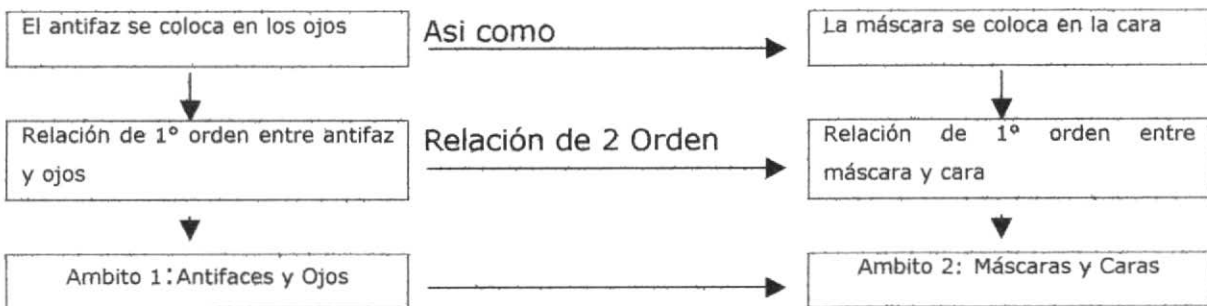 El antifaz se coloca en los ojos
Asi como
La máscara se coloca en la cara
Relación de 1º orden entre antifaz
y ojos
Relación de 2 Orden
Relación de 1º orden entre
máscara y cara
Ambito 1:Antifaces y Ojos
Ambito 2: Máscaras y Caras